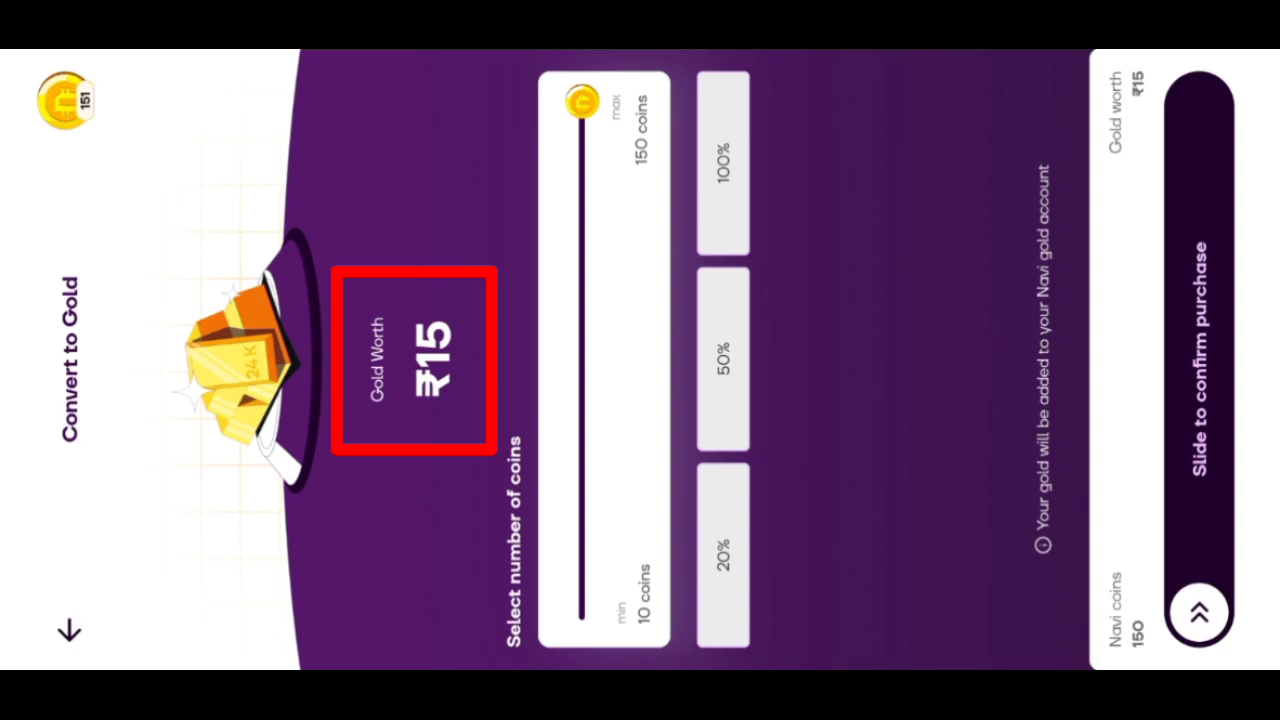 Convert to Gold
151
24K
Gold Worth
₹15
Select number of coins
min
max
10 coins
150 coins
20%
50%
100%
Your gold will be added to your Navi gold account
Navi coins
Gold worth
150
₹15
Slide to confirm purchase